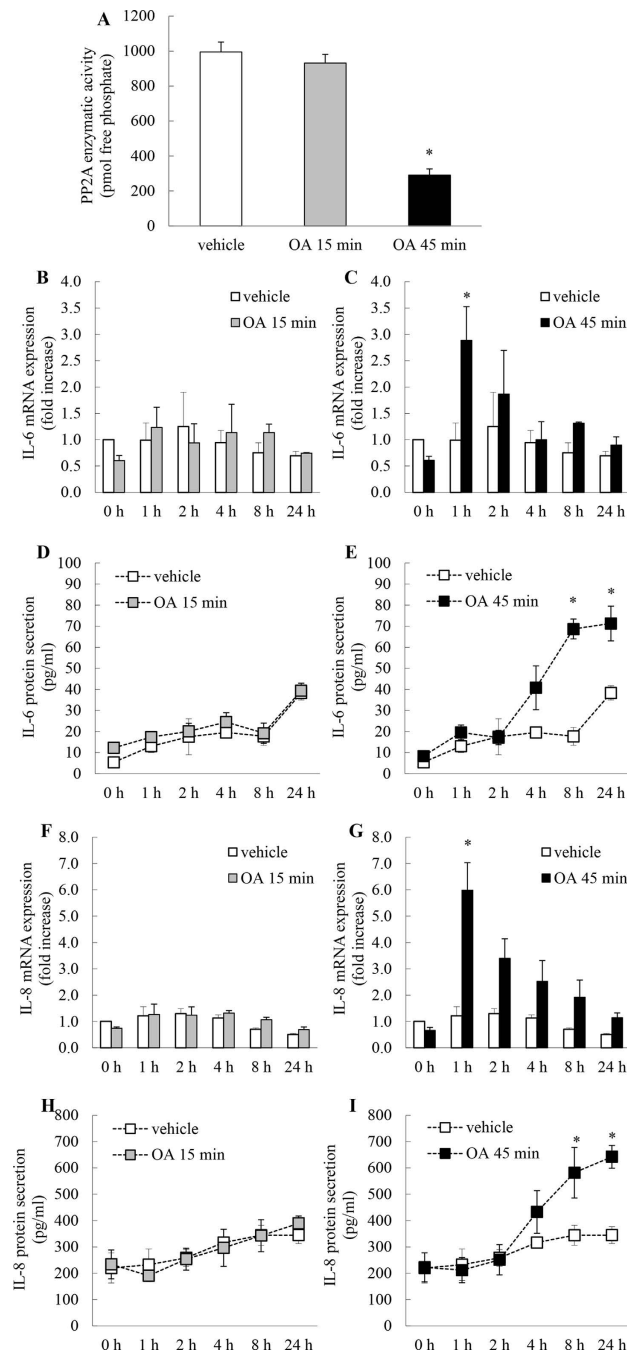 A
PP2A enzymatic acivity
(pmol free phosphate)
1200
1000
800
600
400
200
0
*
vehicle OA 15 min OA 45 min
B
IL-6 mRNA expression
(fold increase)
4.0
3.5
3.0
2.5
2.0
1.5
1.0
0.5
0.0
vehicle
OA 15 min
0 h 1 h 2 h 4 h 8 h 24 h
C
IL-6 mRNA expression
(fold increase)
4.0
3.5
3.0
2.5
2.0
1.5
1.0
0.5
0.0
*
vehicle
OA 45 min
0 h 1 h 2 h 4 h 8 h 24 h
D
IL-6 protein secretion
(pg/ml)
100
90
80
70
60
50
40
30
20
10
0
vehicle
OA 15 min
0 h 1 h 2 h 4 h 8 h 24 h
E
IL-6 protein secretion
(pg/ml)
100
90
80
70
60
50
40
30
20
10
0
vehicle
OA 45 min
* *
0 h 1 h 2 h 4 h 8 h 24 h
F
IL-8 mRNA expression
(fold increase)
8.0
7.0
6.0
5.0
4.0
3.0
2.0
1.0
0.0
vehicle
OA 15 min
0 h 1 h 2 h 4 h 8 h 24 h
G
IL-8 mRNA expression
(fold increase)
8.0
7.0
6.0
5.0
4.0
3.0
2.0
1.0
0.0
*
vehicle
OA 45 min
0 h 1 h 2 h 4 h 8 h 24 h
H
IL-8 protein secretion
(pg/ml)
800
700
600
500
400
300
200
100
0
vehicle
OA 15 min
0 h 1 h 2 h 4 h 8 h 24 h
I
IL-8 protein secretion
(pg/ml)
800
700
600
500
400
300
200
100
0
vehicle
OA 45 min
* *
0 h 1 h 2 h 4 h 8 h 24 h